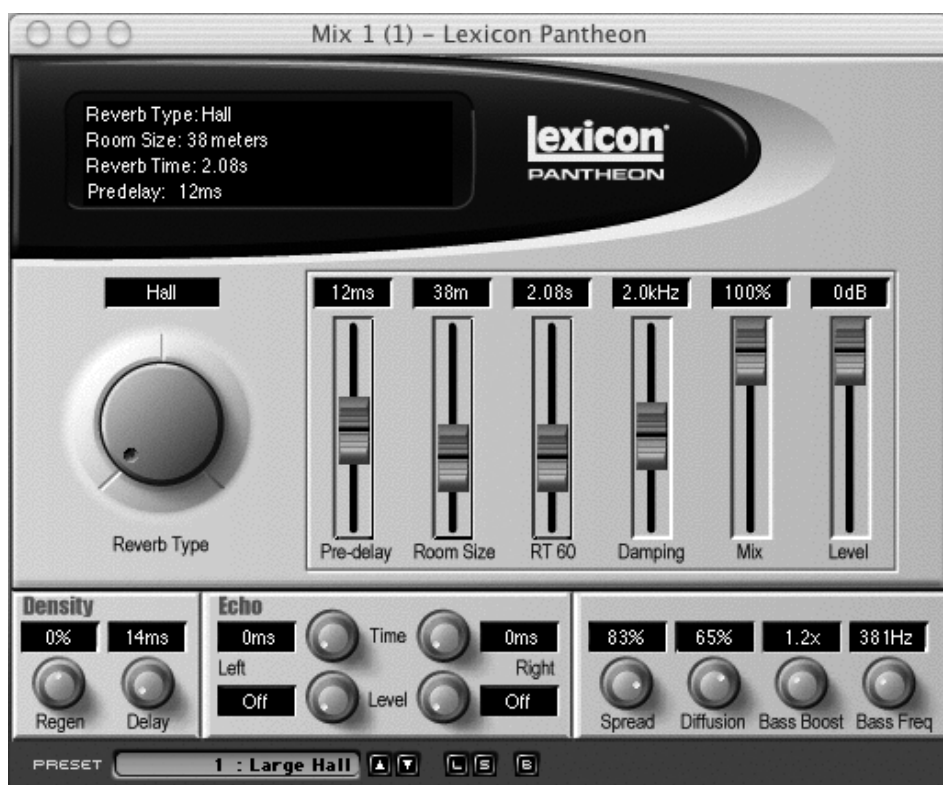 Mix 1 (1) – Lexicon Pantheon
Reverb Type: Hall
Room Size: 38 meters
Reverb Time: 2.08s
Predelay: 12ms
lexicon
PANTHEON
Hall
12ms 38m 2.08s 2.0kHz 100% 0dB
Reverb Type
Pre-delay Room Size RT 60 Damping Mix Level
Density
0% 14ms
Regen Delay
Echo
0ms Time 0ms
Left Right
Off Level Off
83% 65% 1.2x 381Hz
Spread Diffusion Bass Boost Bass Freq
PRESET 1 : Large Hall L S B